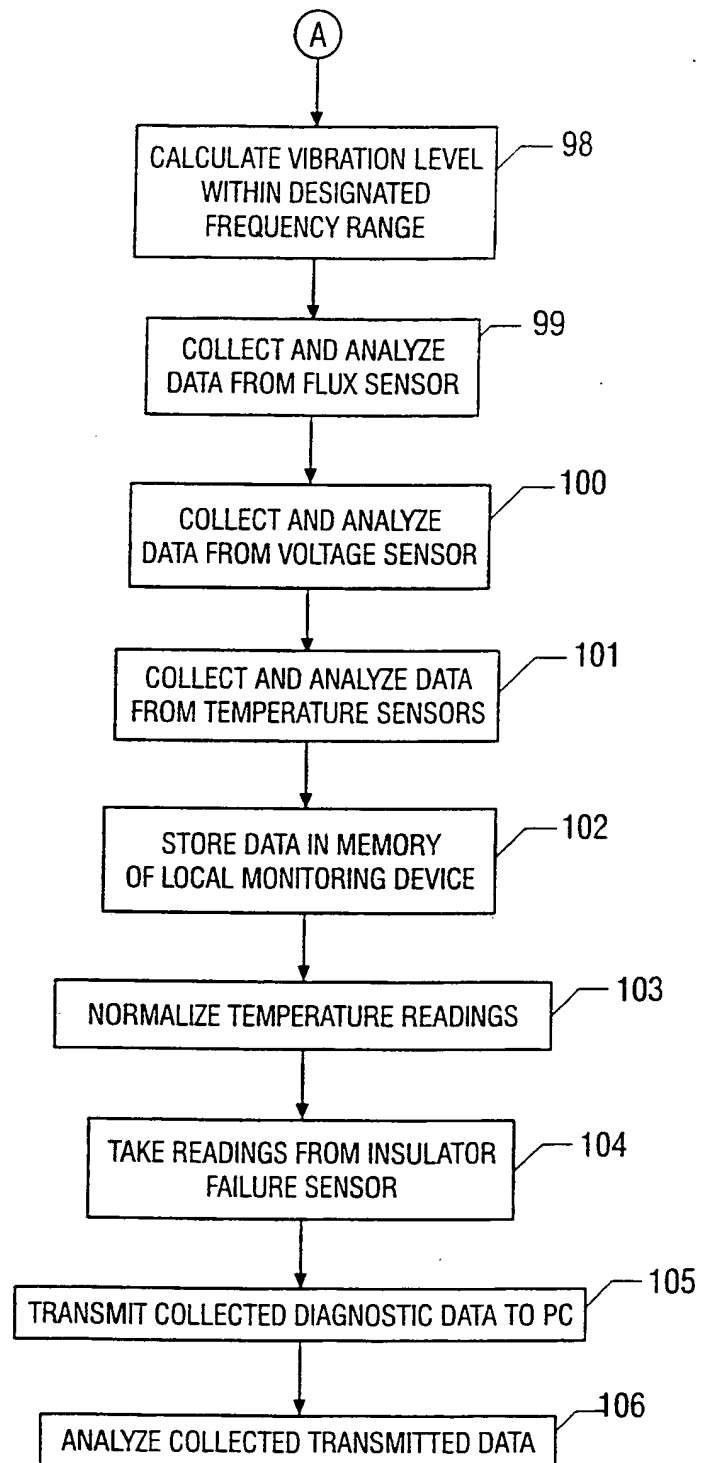 A
CALCULATE VIBRATION LEVEL
WITHIN DESIGNATED
FREQUENCY RANGE
98
COLLECT AND ANALYZE
DATA FROM FLUX SENSOR
99
COLLECT AND ANALYZE
DATA FROM VOLTAGE SENSOR
100
COLLECT AND ANALYZE DATA
FROM TEMPERATURE SENSORS
101
STORE DATA IN MEMORY
OF LOCAL MONITORING DEVICE
102
NORMALIZE TEMPERATURE READINGS
103
TAKE READINGS FROM INSULATOR
FAILURE SENSOR
104
TRANSMIT COLLECTED DIAGNOSTIC DATA TO PC
105
ANALYZE COLLECTED TRANSMITTED DATA
106